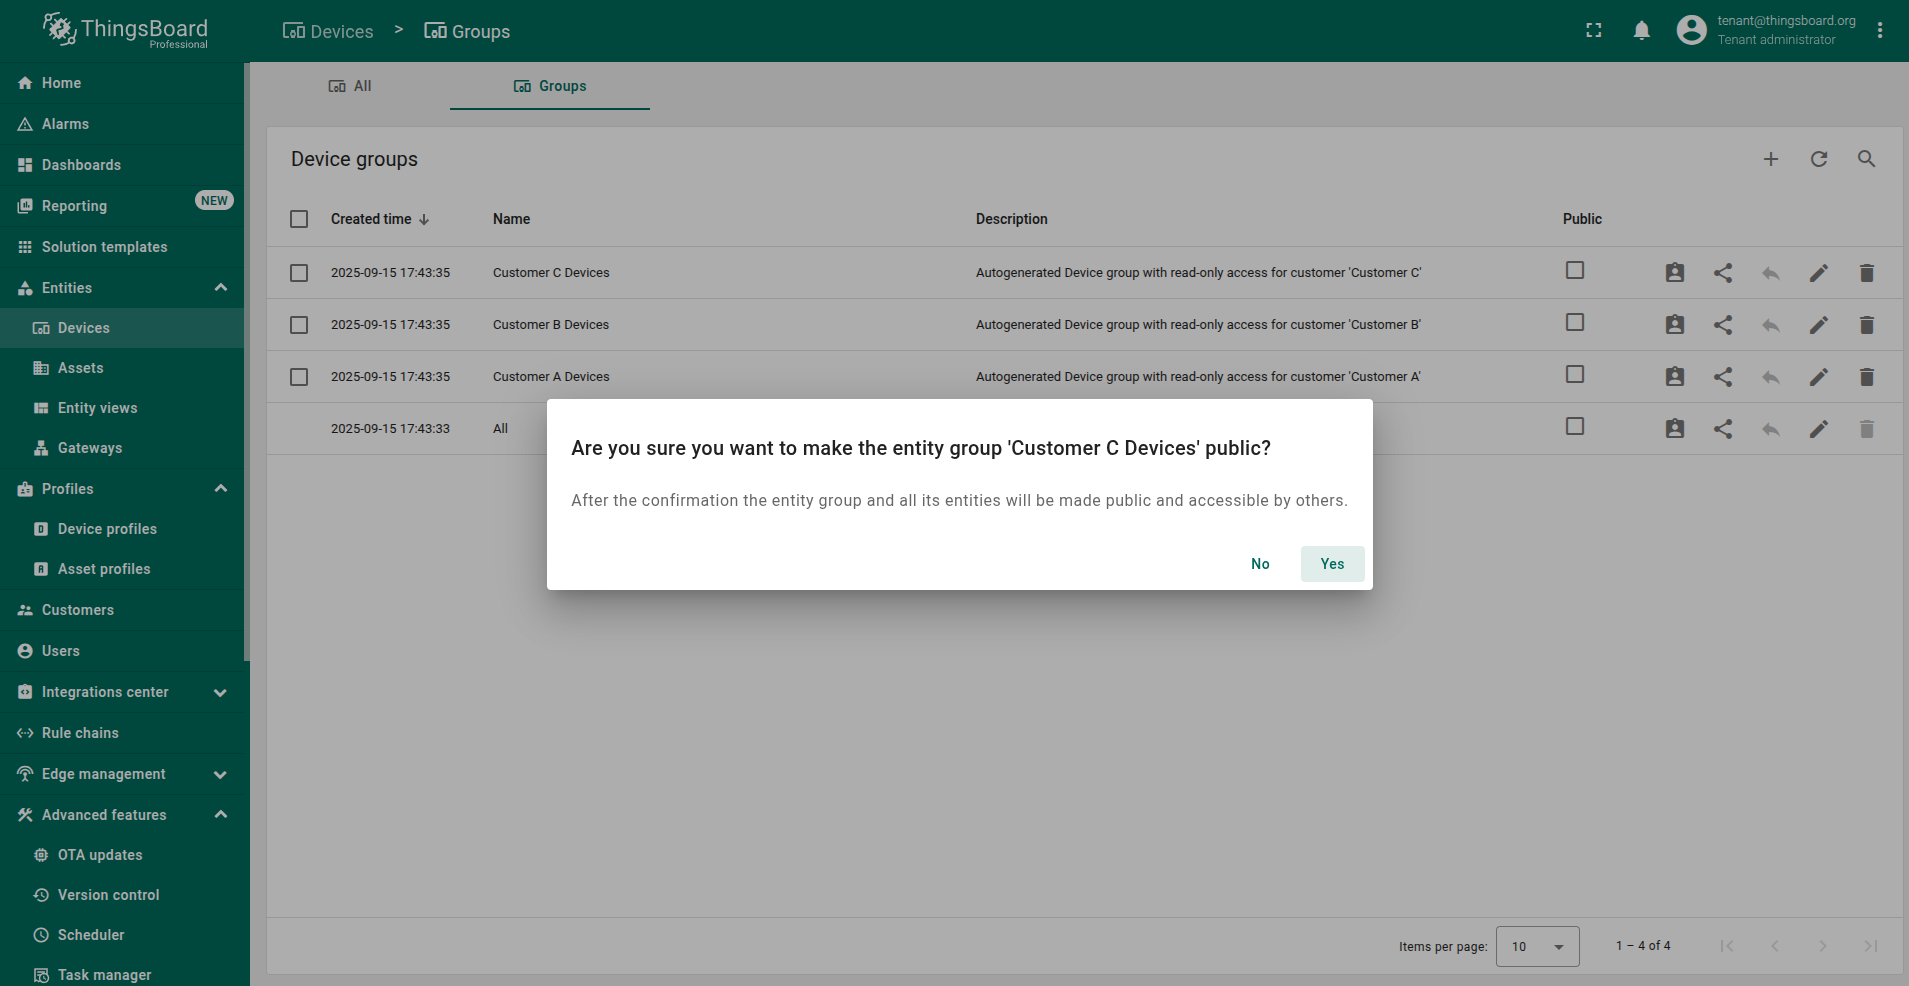 ThingsBoard
Professional
Devices > Groups
tenant@thingsboard.org
Tenant administrator
Home
Alarms
Dashboards
Reporting NEW
Solution templates
Entities
Devices
Assets
Entity views
Gateways
Profiles
Device profiles
Asset profiles
Customers
Users
Integrations center
Rule chains
Edge management
Advanced features
OTA updates
Version control
Scheduler
Task manager
All Groups
Device groups
Created time Name Description Public
2025-09-15 17:43:35 Customer C Devices Autogenerated Device group with read-only access for customer 'Customer C'
2025-09-15 17:43:35 Customer B Devices Autogenerated Device group with read-only access for customer 'Customer B'
2025-09-15 17:43:35 Customer A Devices Autogenerated Device group with read-only access for customer 'Customer A'
2025-09-15 17:43:33 All
Are you sure you want to make the entity group 'Customer C Devices' public?
After the confirmation the entity group and all its entities will be made public and accessible by others.
No Yes
Items per page: 10 1 – 4 of 4